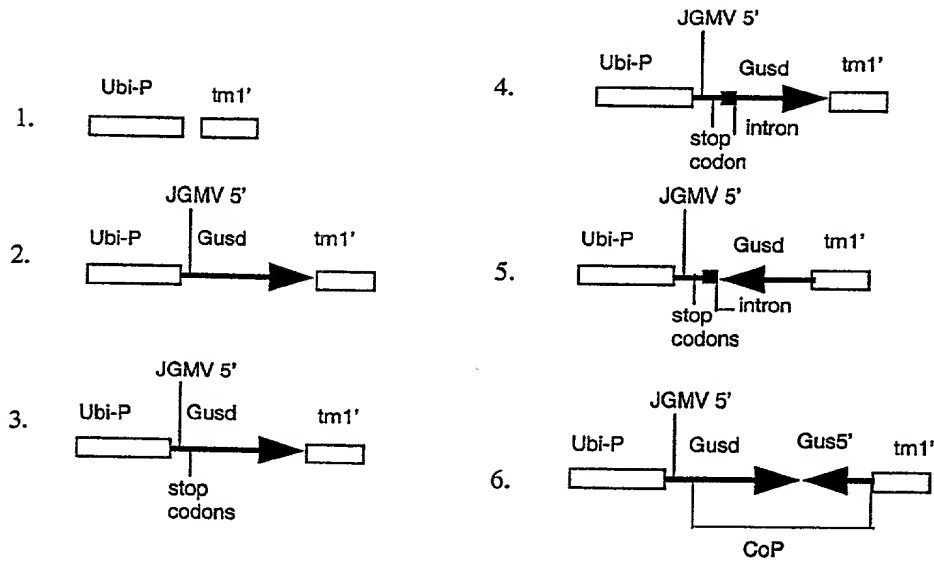 1.
Ubi-P
tm1'
2.
JGMV 5'
Ubi-P
Gusd
tm1'
3.
JGMV 5'
Ubi-P
Gusd
tm1'
stop
codons
4.
JGMV 5'
Ubi-P
Gusd
tm1'
stop
codon
intron
5.
JGMV 5'
Ubi-P
Gusd
tm1'
stop
codons
intron
6.
JGMV 5'
Ubi-P
Gusd
Gus5'
tm1'
CoP